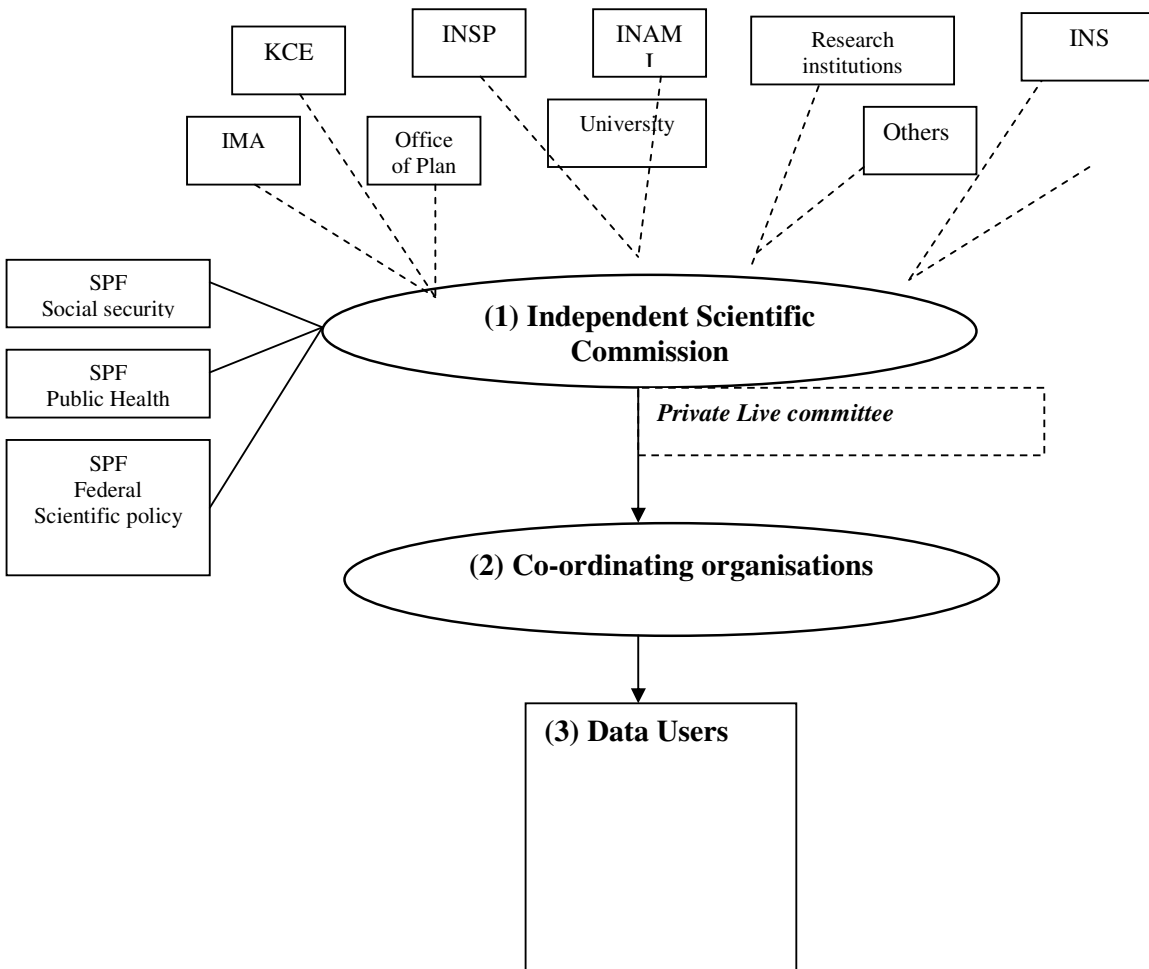 INSP
INAM
I
Research
institutions
INS
KCE
IMA
Office
of Plan
University
Others
SPF
Social security
SPF
Public Health
SPF
Federal
Scientific policy
(1) Independent Scientific
Commission
Private Live committee
(2) Co-ordinating organisations
(3) Data Users